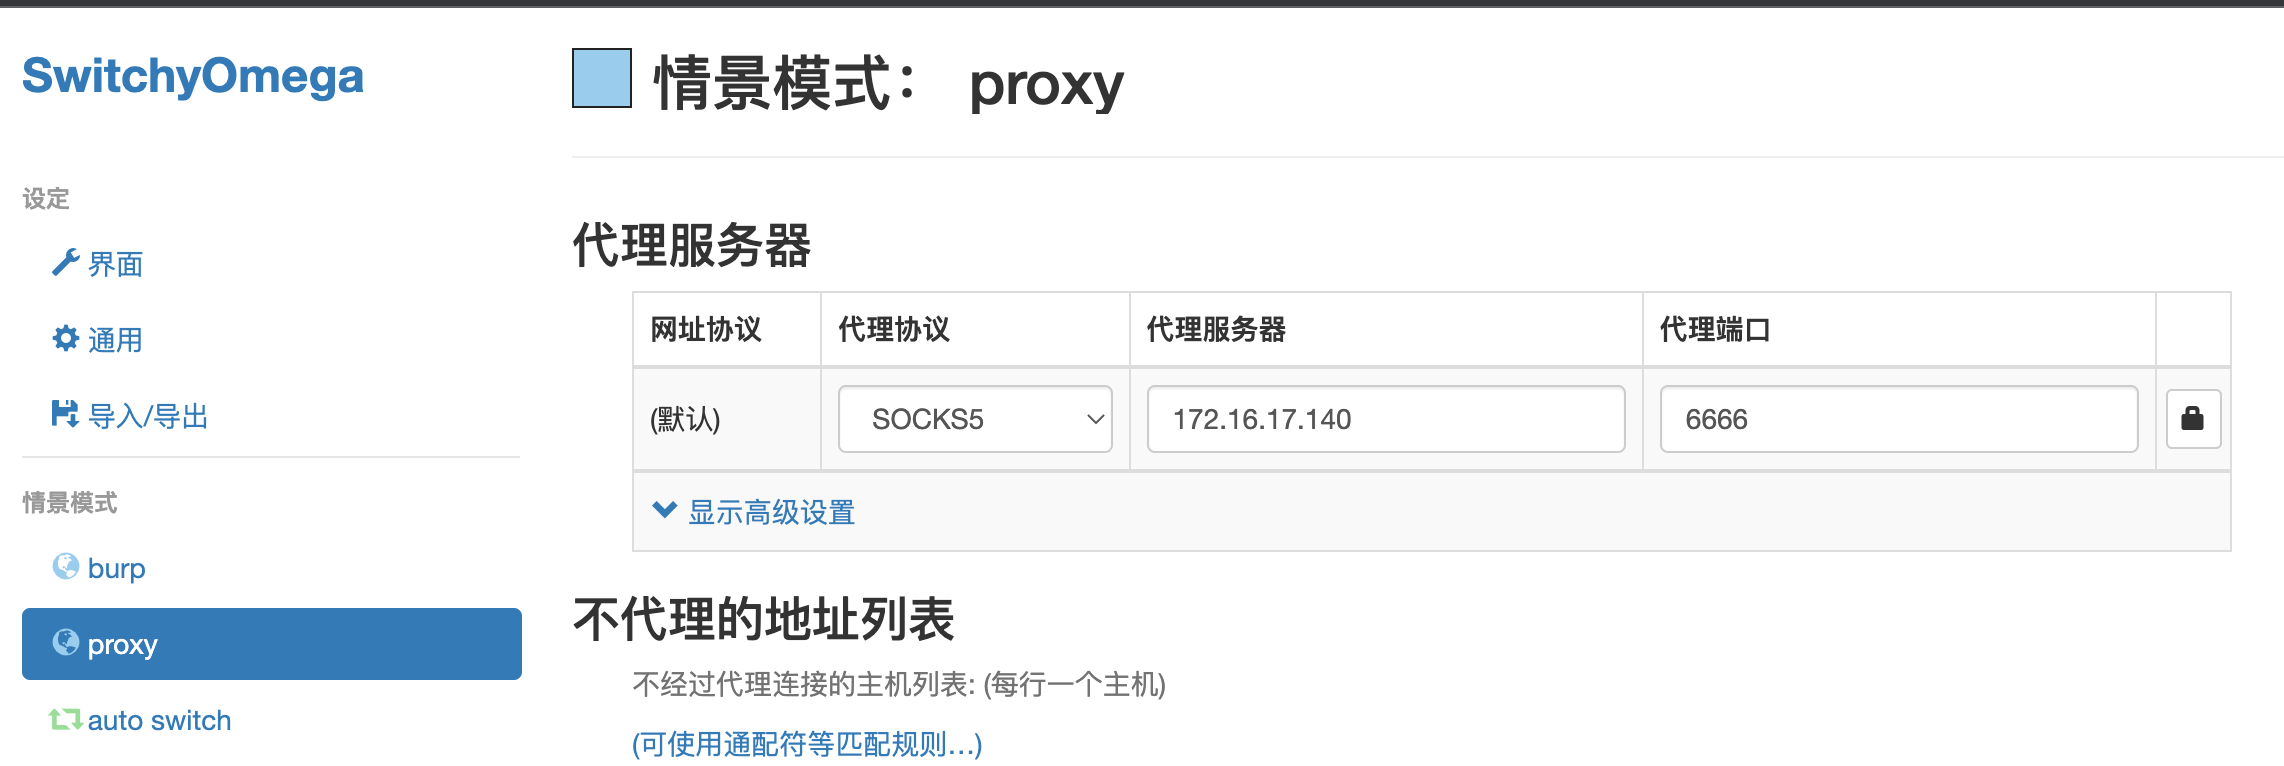 SwitchyOmega
设定
界面
通用
导入/导出
情景模式
burp
proxy
auto switch
情景模式： proxy
代理服务器
网址协议 代理协议 代理服务器 代理端口
(默认) SOCKS5 172.16.17.140 6666
显示高级设置
不代理的地址列表
不经过代理连接的主机列表: (每行一个主机)
(可使用通配符等匹配规则…)